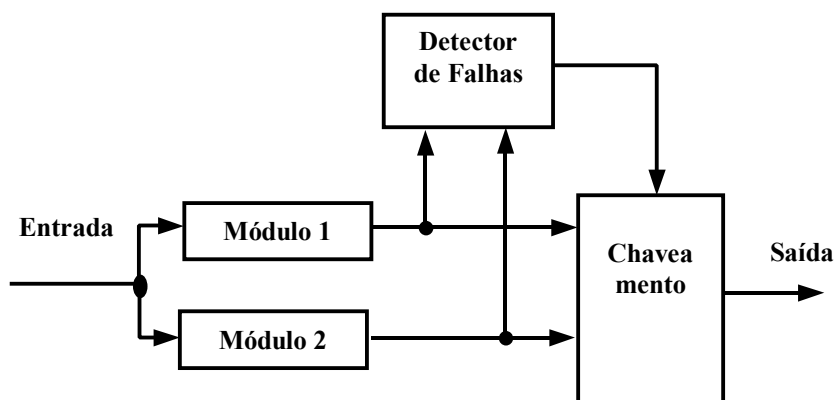 Detector
de Falhas
Entrada
Módulo 1
Chavea
mento
Saída
Módulo 2